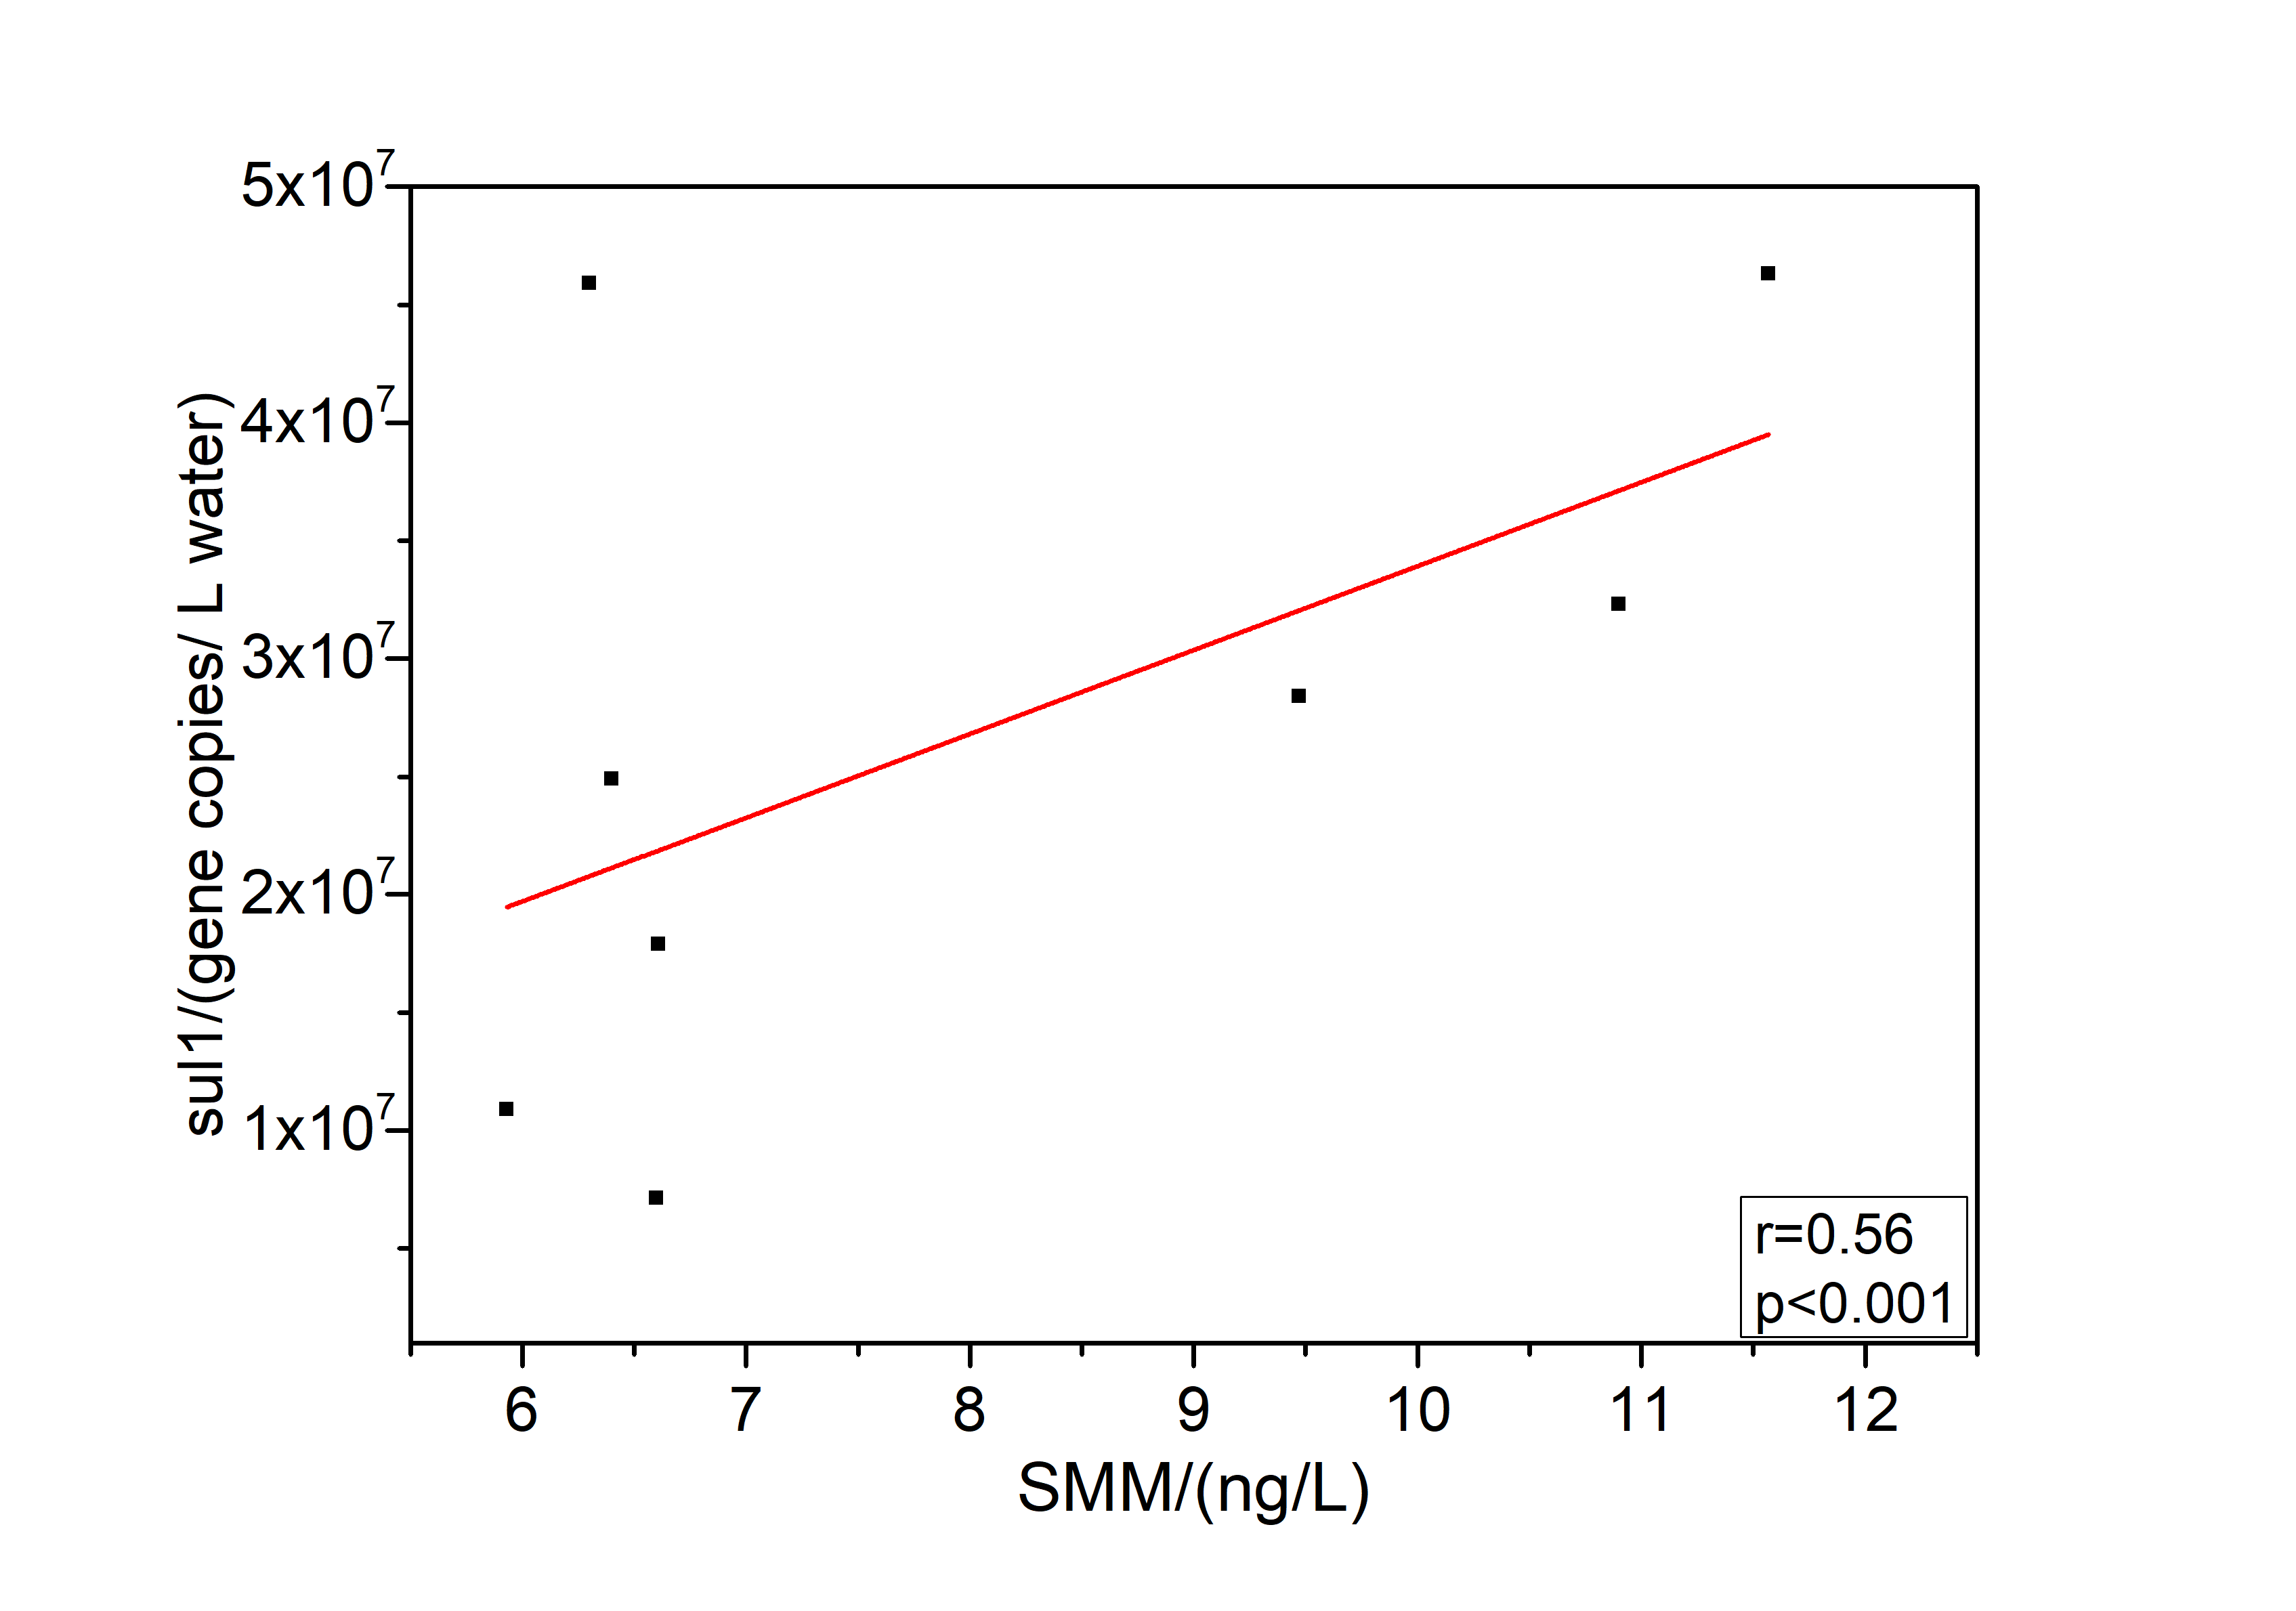 5x10⁷
4x10⁷
3x10⁷
2x10⁷
1x10⁷
sul1/(gene copies/ L water)
r=0.56
p<0.001
6 7 8 9 10 11 12
SMM/(ng/L)